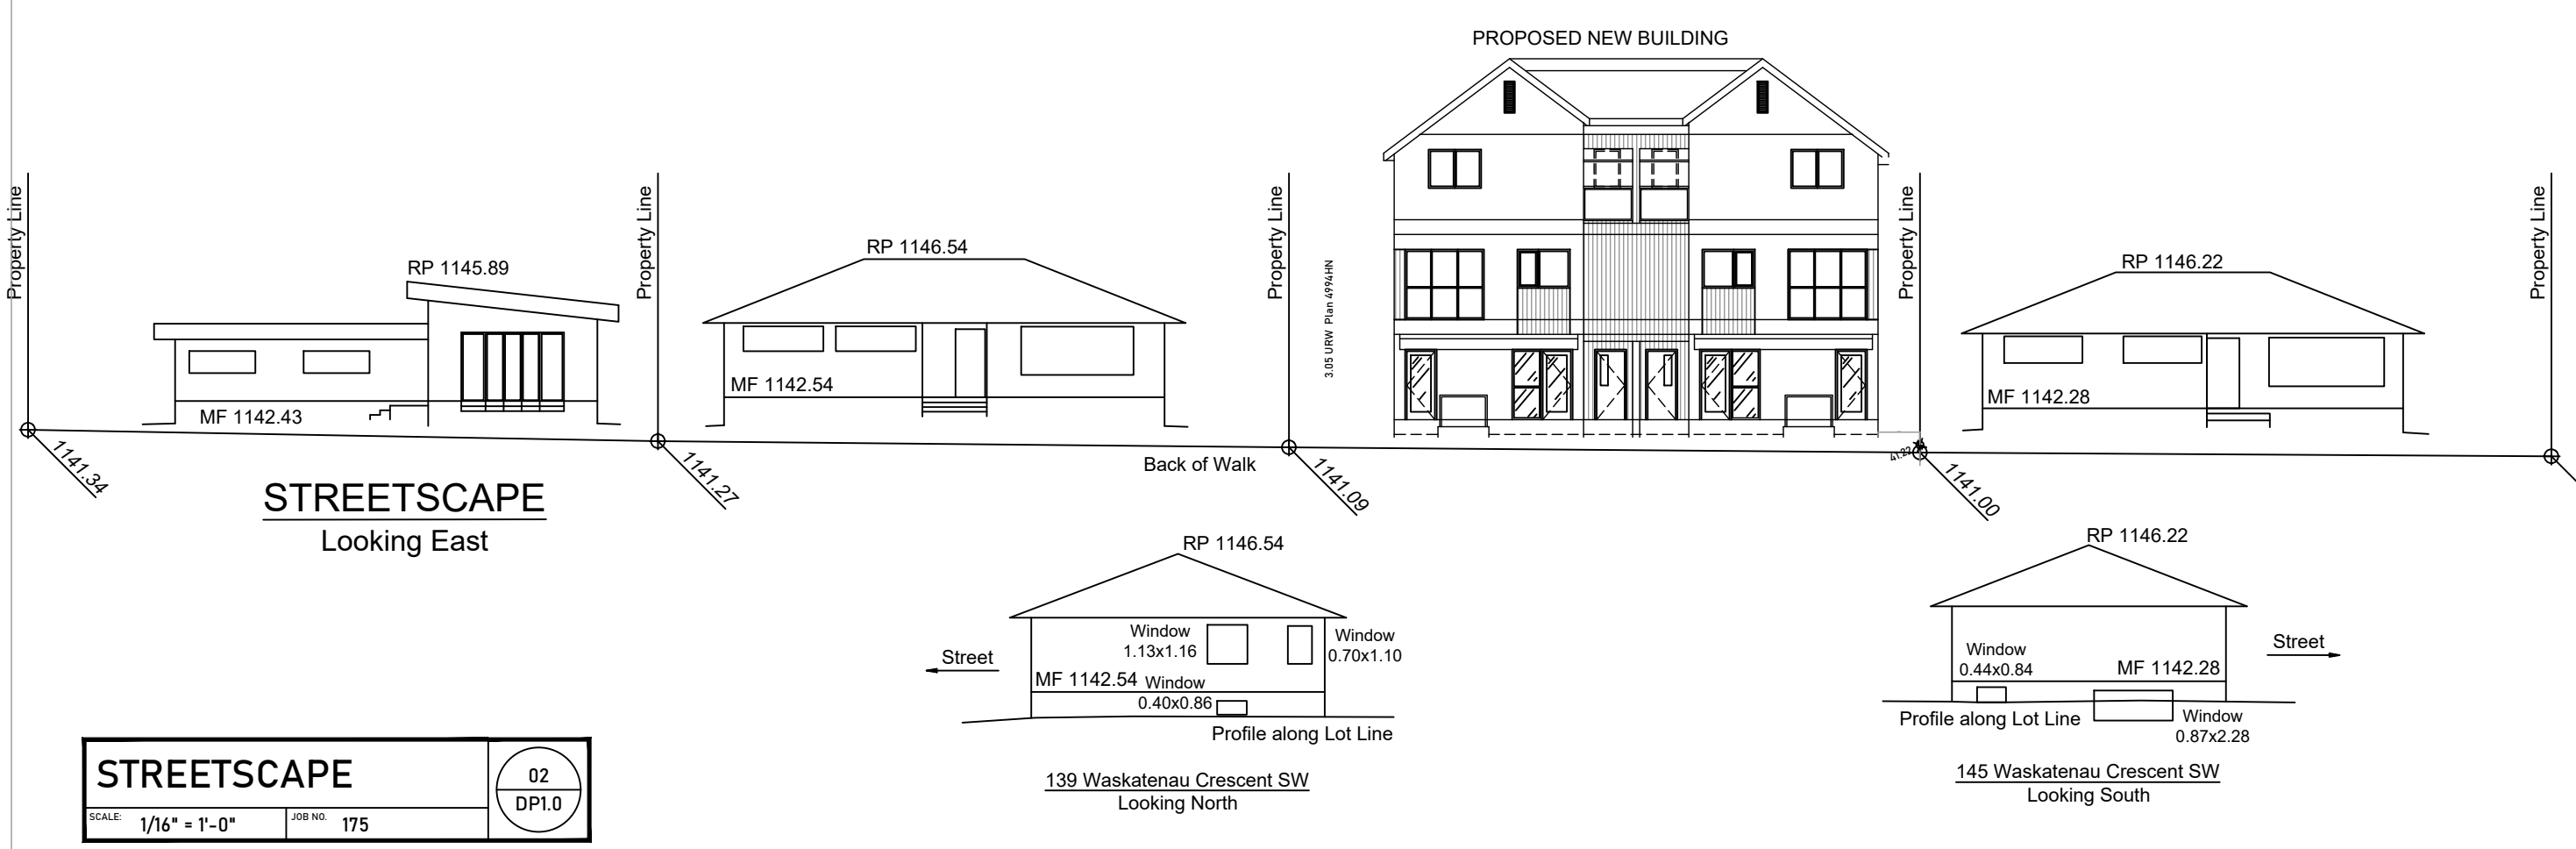 PROPOSED NEW BUILDING
Property Line
Property Line
Property Line
Property Line
Property Line
RP 1145.89
RP 1146.54
RP 1146.22
3.05 URW Plan 4994HN
MF 1142.43
MF 1142.54
MF 1142.28
1141.34
1141.27
Back of Walk
1141.09
1141.00
STREETSCAPE
Looking East
RP 1146.54
Window
1.13x1.16
Window
0.70x1.10
Street
MF 1142.54
Window
0.40x0.86
Profile along Lot Line
139 Waskatenau Crescent SW
Looking North
RP 1146.22
Window
0.44x0.84
MF 1142.28
Street
Profile along Lot Line
Window
0.87x2.28
145 Waskatenau Crescent SW
Looking South
STREETSCAPE
02
DP1.0
SCALE: 1/16" = 1'-0"
JOB NO. 175